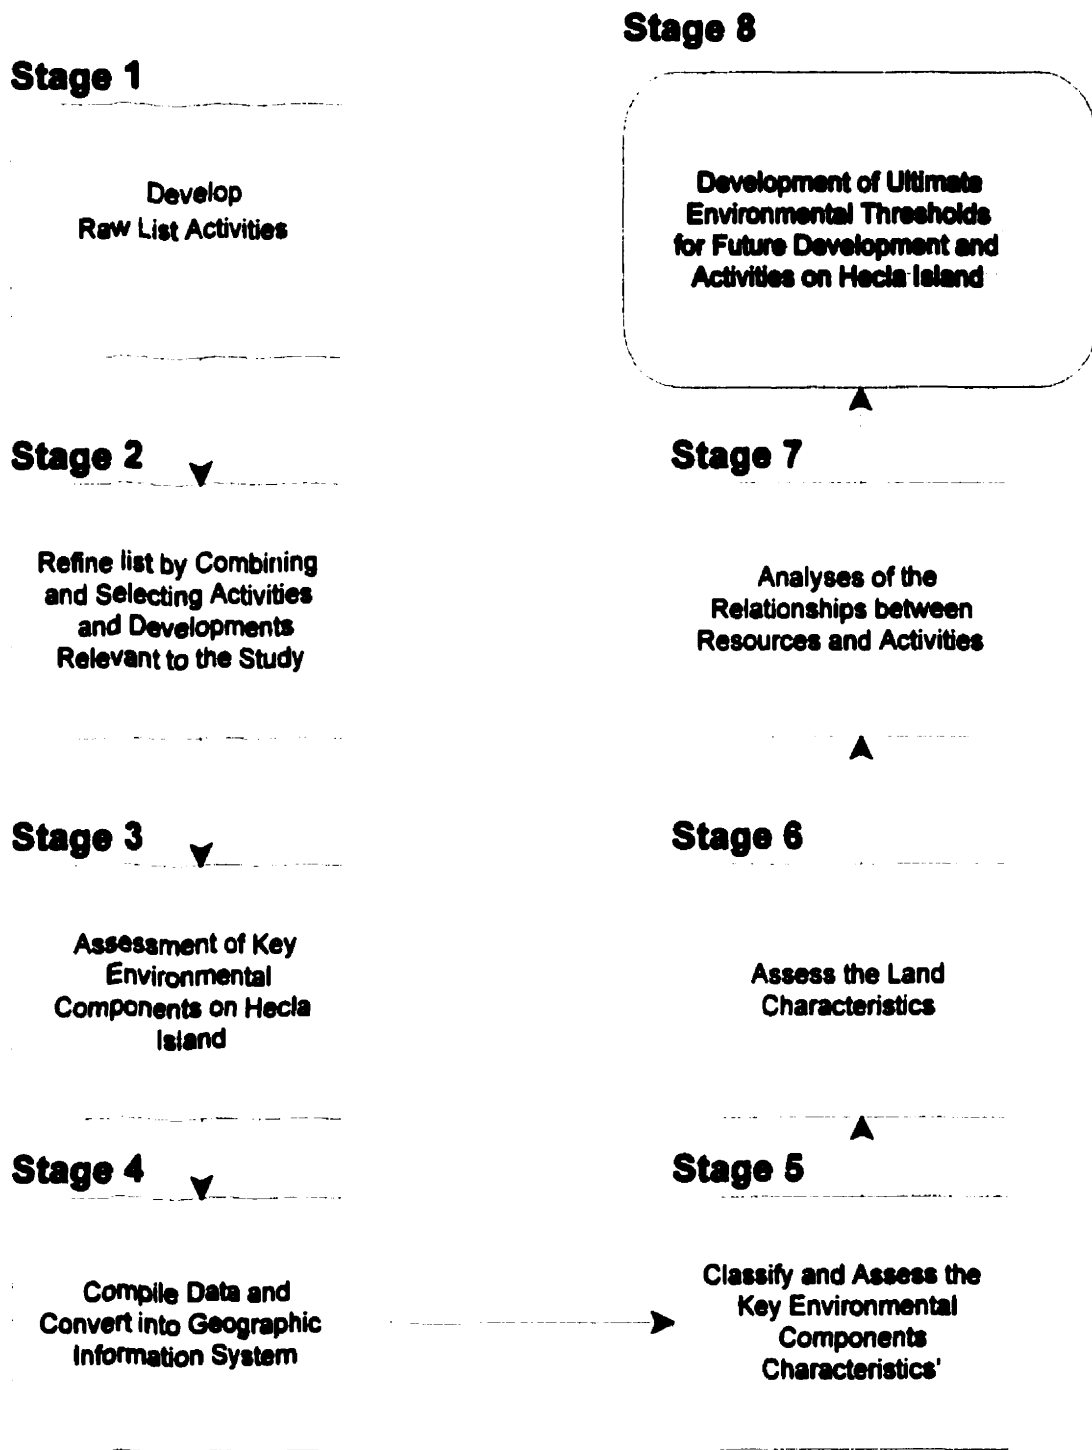 Stage 1
Develop
Raw List Activities
Stage 2
Refine list by Combining
and Selecting Activities
and Developments
Relevant to the Study
Stage 3
Assessment of Key
Environmental
Components on Hecla
Island
Stage 4
Compile Data and
Convert into Geographic
Information System
Stage 5
Classify and Assess the
Key Environmental
Components
Characteristics'
Stage 6
Assess the Land
Characteristics
Stage 7
Analyses of the
Relationships between
Resources and Activities
Stage 8
Development of Ultimate
Environmental Thresholds
for Future Development and
Activities on Hecla Island